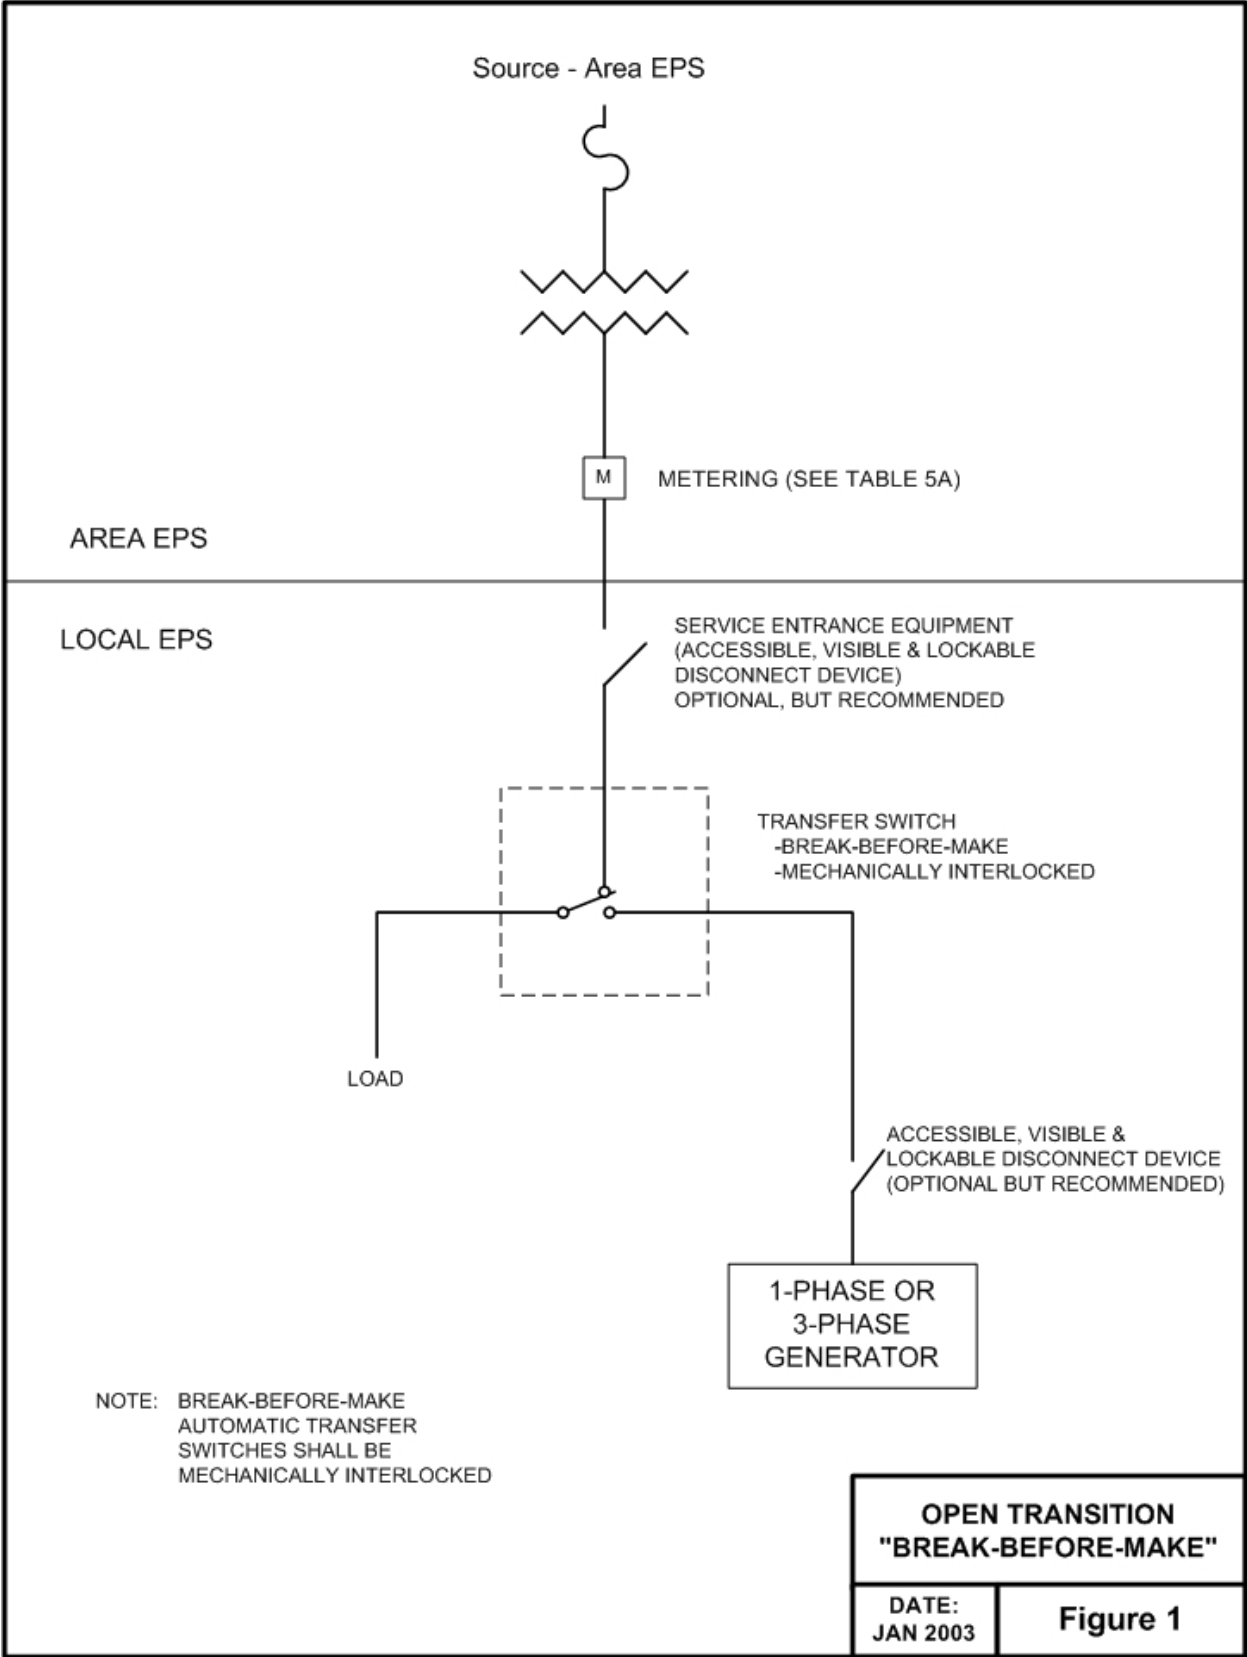 Source - Area EPS
M
METERING (SEE TABLE 5A)
AREA EPS
LOCAL EPS
SERVICE ENTRANCE EQUIPMENT
(ACCESSIBLE, VISIBLE & LOCKABLE
DISCONNECT DEVICE)
OPTIONAL, BUT RECOMMENDED
TRANSFER SWITCH
-BREAK-BEFORE-MAKE
-MECHANICALLY INTERLOCKED
LOAD
ACCESSIBLE, VISIBLE &
LOCKABLE DISCONNECT DEVICE
(OPTIONAL BUT RECOMMENDED)
1-PHASE OR
3-PHASE
GENERATOR
NOTE: BREAK-BEFORE-MAKE
AUTOMATIC TRANSFER
SWITCHES SHALL BE
MECHANICALLY INTERLOCKED
OPEN TRANSITION
"BREAK-BEFORE-MAKE"
DATE:
JAN 2003
Figure 1